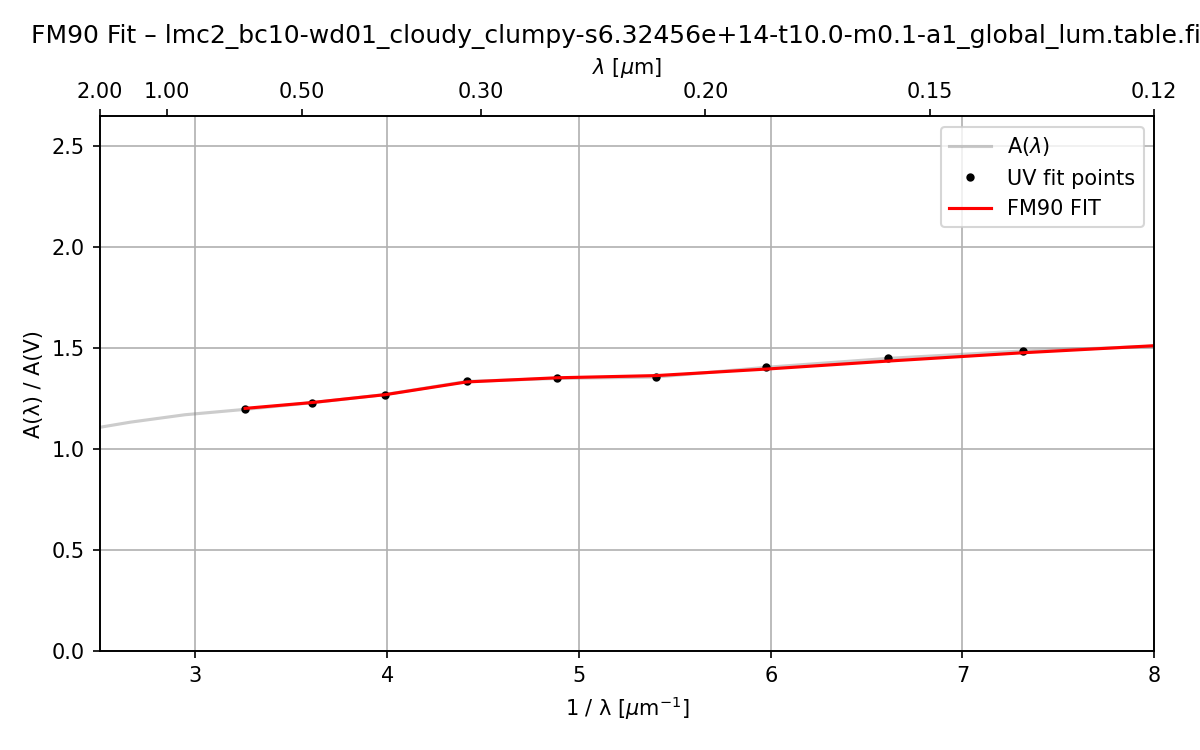 FM90 Fit – lmc2_bc10-wd01_cloudy_clumpy-s6.32456e+14-t10.0-m0.1-a1_global_lum.table.fi
λ [μm]
2.00 1.00 0.50 0.30 0.20 0.15 0.12
A(λ)
UV fit points
FM90 FIT
A(λ) / A(V)
2.5
2.0
1.5
1.0
0.5
0.0
3 4 5 6 7 8
1 / λ [μm⁻¹]